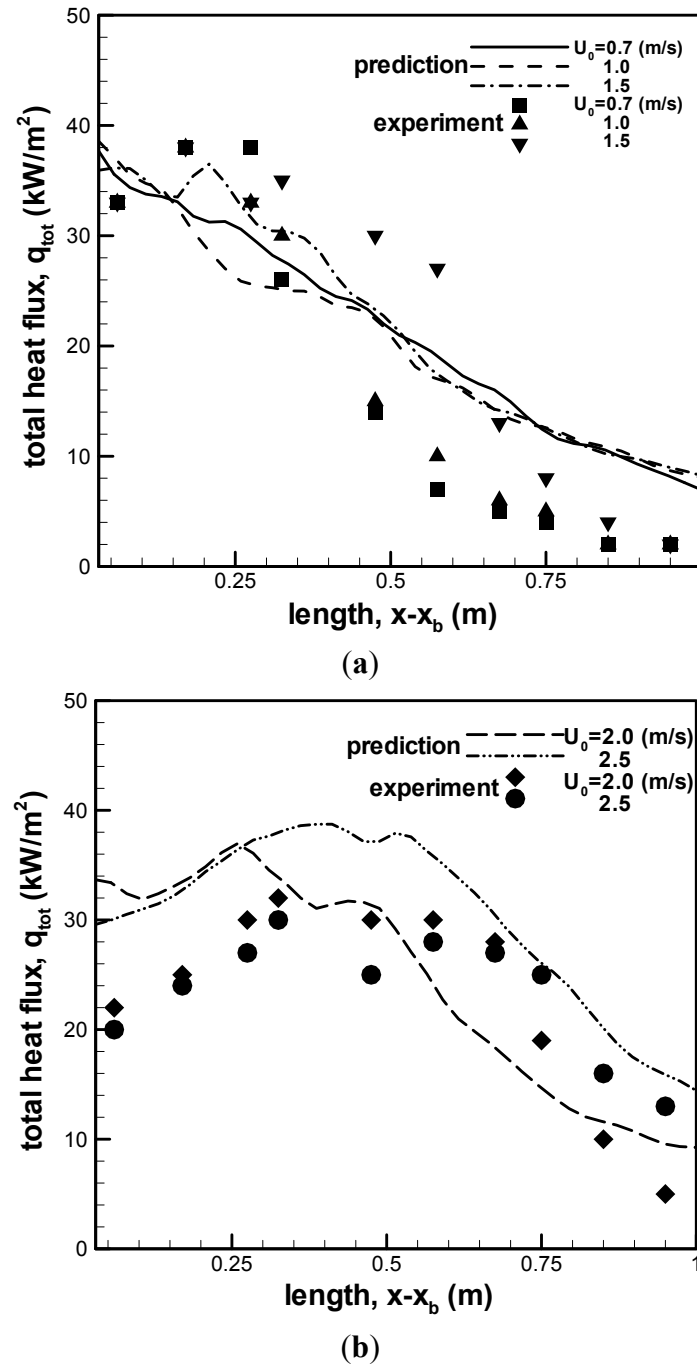 50
U0=0.7 (m/s)
prediction 1.0
1.5
U0=0.7 (m/s)
experiment 1.0
1.5
40
30
20
10
0
total heat flux, qtot (kW/m²)
0.25 0.5 0.75
length, x-xb (m)
(a)
50
prediction U0=2.0 (m/s)
2.5
experiment U0=2.0 (m/s)
2.5
40
30
20
10
0
total heat flux, qtot (kW/m²)
0.25 0.5 0.75 1
length, x-xb (m)
(b)